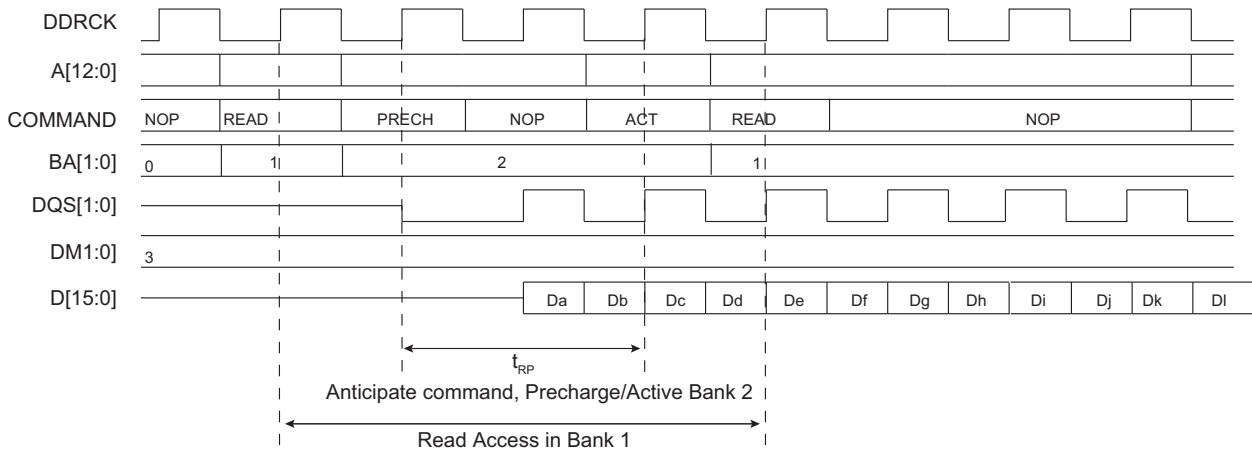 DDRCK
A[12:0]
COMMAND NOP READ PRECH NOP ACT READ NOP
BA[1:0] 0 1 2 1
DQS[1:0]
DM1:0] 3
D[15:0] Da Db Dc Dd De Df Dg Dh Di Dj Dk Dl
tRP
Anticipate command, Precharge/Active Bank 2
Read Access in Bank 1